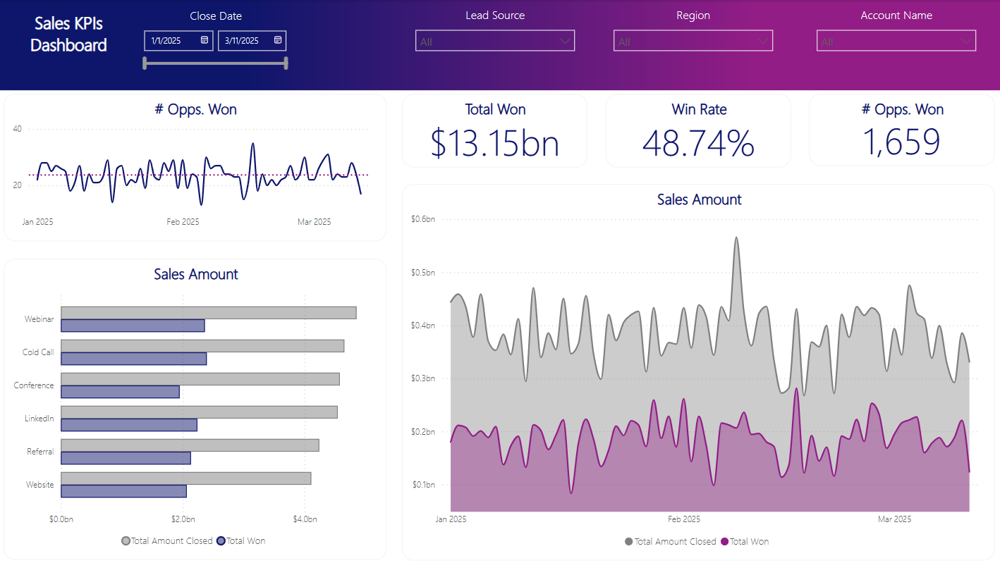 Sales KPIs
Dashboard
Close Date
1/1/2025
3/11/2025
Lead Source
All
Region
All
Account Name
All
# Opps. Won
40
20
Jan 2025
Feb 2025
Mar 2025
Total Won
$13.15bn
Win Rate
48.74%
# Opps. Won
1,659
Sales Amount
Webinar
Cold Call
Conference
LinkedIn
Referral
Website
$0.0bn
$2.0bn
$4.0bn
Total Amount Closed
Total Won
Sales Amount
$0.6bn
$0.5bn
$0.4bn
$0.3bn
$0.2bn
$0.1bn
Jan 2025
Feb 2025
Mar 2025
Total Amount Closed
Total Won